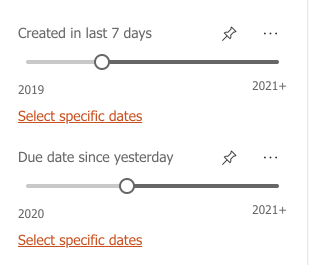 Created in last 7 days
2019
2021+
Select specific dates
Due date since yesterday
2020
2021+
Select specific dates